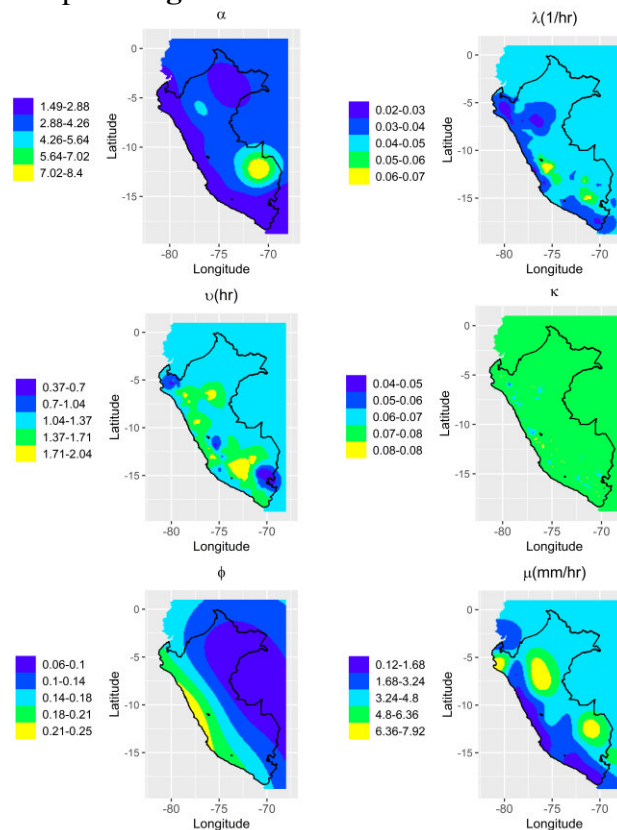 α
1.49-2.88
2.88-4.26
4.26-5.64
5.64-7.02
7.02-8.4
Latitude
0
-5
-10
-15
-80 -75 -70
Longitude
λ(1/hr)
0.02-0.03
0.03-0.04
0.04-0.05
0.05-0.06
0.06-0.07
Latitude
0
-5
-10
-15
-80 -75 -70
Longitude
υ(hr)
0.37-0.7
0.7-1.04
1.04-1.37
1.37-1.71
1.71-2.04
Latitude
0
-5
-10
-15
-80 -75 -70
Longitude
κ
0.04-0.05
0.05-0.06
0.06-0.07
0.07-0.08
0.08-0.08
Latitude
0
-5
-10
-15
-80 -75 -70
Longitude
ϕ
0.06-0.1
0.1-0.14
0.14-0.18
0.18-0.21
0.21-0.25
Latitude
0
-5
-10
-15
-80 -75 -70
Longitude
μ(mm/hr)
0.12-1.68
1.68-3.24
3.24-4.8
4.8-6.36
6.36-7.92
Latitude
0
-5
-10
-15
-80 -75 -70
Longitude